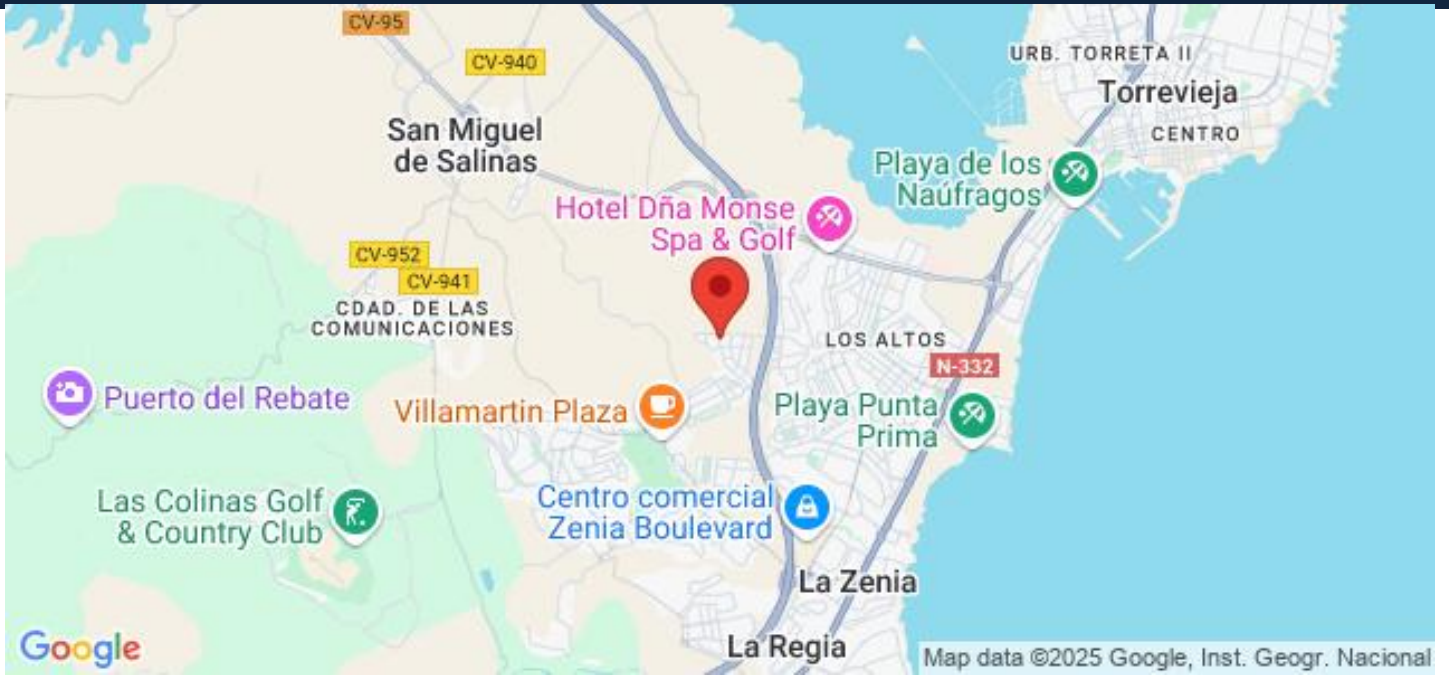 CV-95
CV-940
URB. TORRETA II
Torrevieja
CENTRO
San Miguel
de Salinas
Playa de los
Naúfragos
Hotel Dña Monse
Spa & Golf
CV-952
CV-941
CDAD. DE LAS
COMUNICACIONES
LOS ALTOS
N-332
Puerto del Rebate
Villamartin Plaza
Playa Punta
Prima
Las Colinas Golf
& Country Club
Centro comercial
Zenia Boulevard
La Zenia
La Regia
Google
Map data ©2025 Google, Inst. Geogr. Nacional